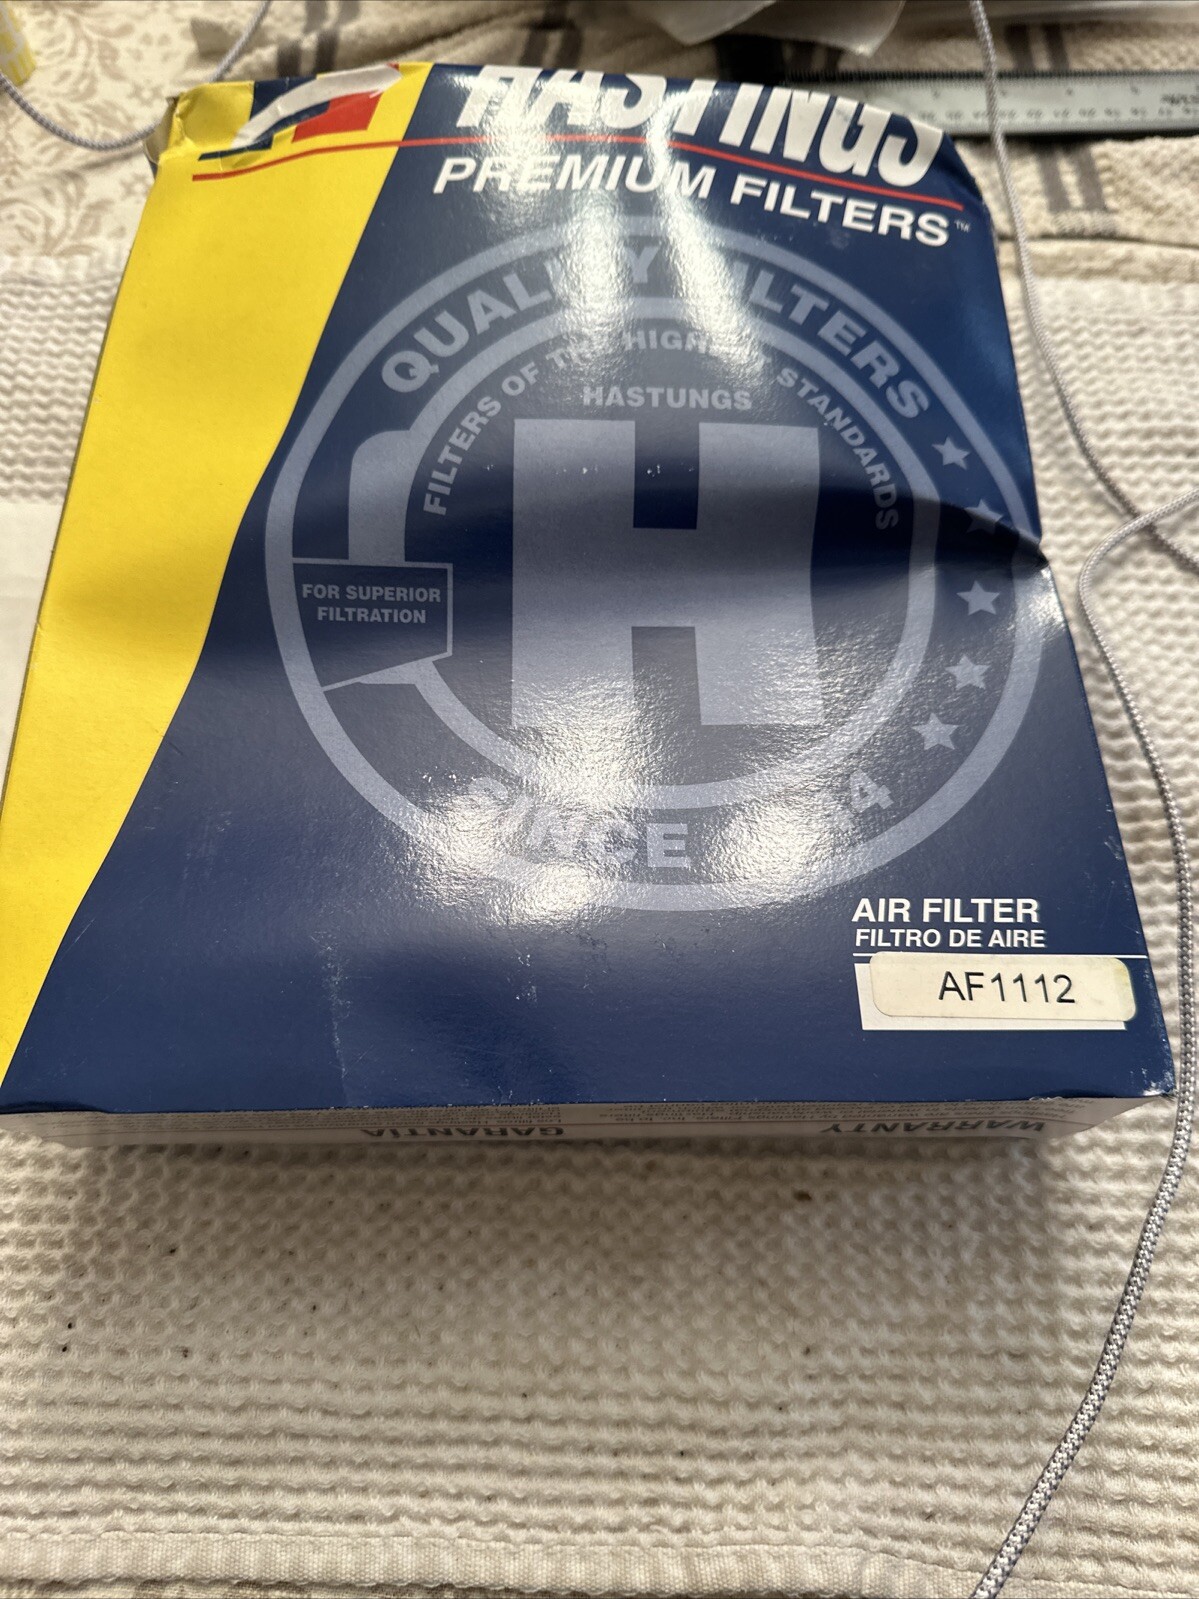 HASTINGS
PREMIUM FILTERS™
QUALITY FILTERS
FILTERS OF THE HIGHEST STANDARDS
HASTUNGS
H
FOR SUPERIOR
FILTRATION
SINCE
AIR FILTER
FILTRO DE AIRE
AF1112
WARRANTY
GARANTÍA